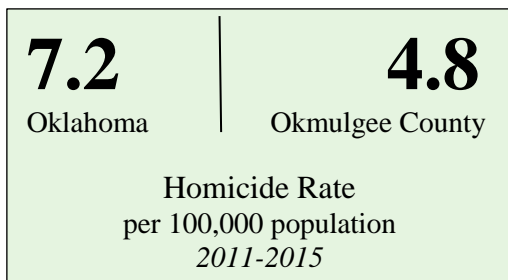 7.2 4.8
Oklahoma Okmulgee County
Homicide Rate
per 100,000 population
2011-2015